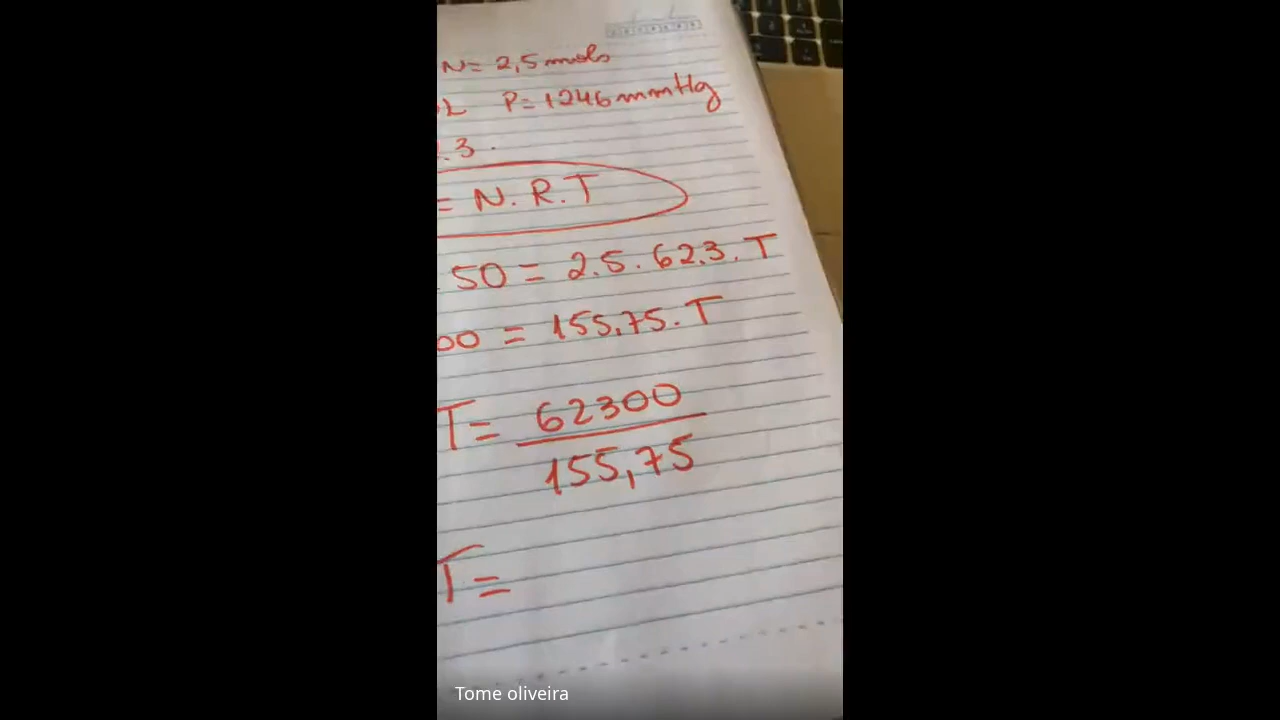 N= 2,5 mols
L P= 1246 mmHg
.3.
= N.R.T
.50 = 2.5.62.3.T
00 = 155,75.T
T= 62300
155,75
T=
Tome oliveira